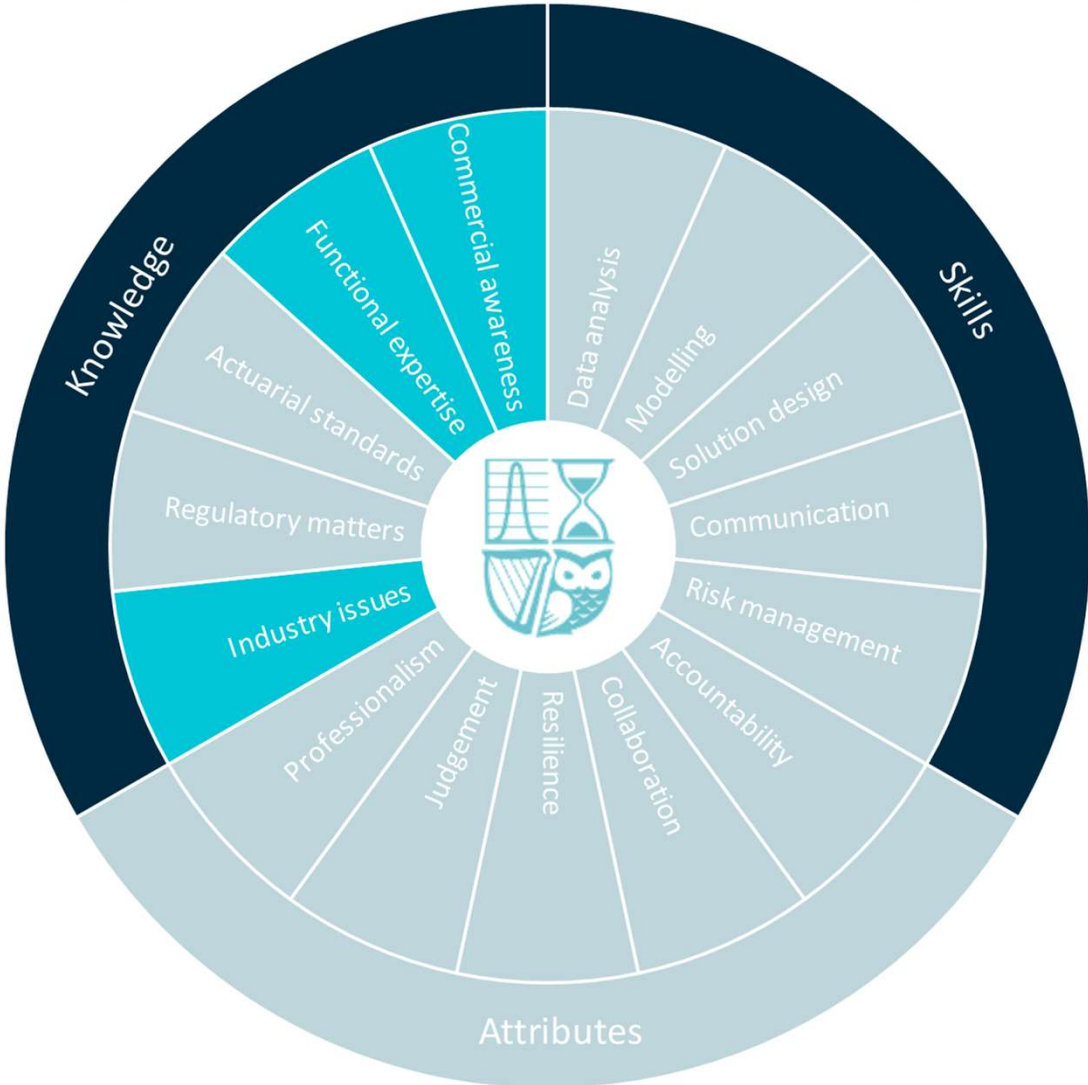 Knowledge
Skills
Attributes
Commercial awareness
Functional expertise
Actuarial standards
Regulatory matters
Industry issues
Data analysis
Modelling
Solution design
Communication
Risk management
Accountability
Collaboration
Resilience
Judgement
Professionalism